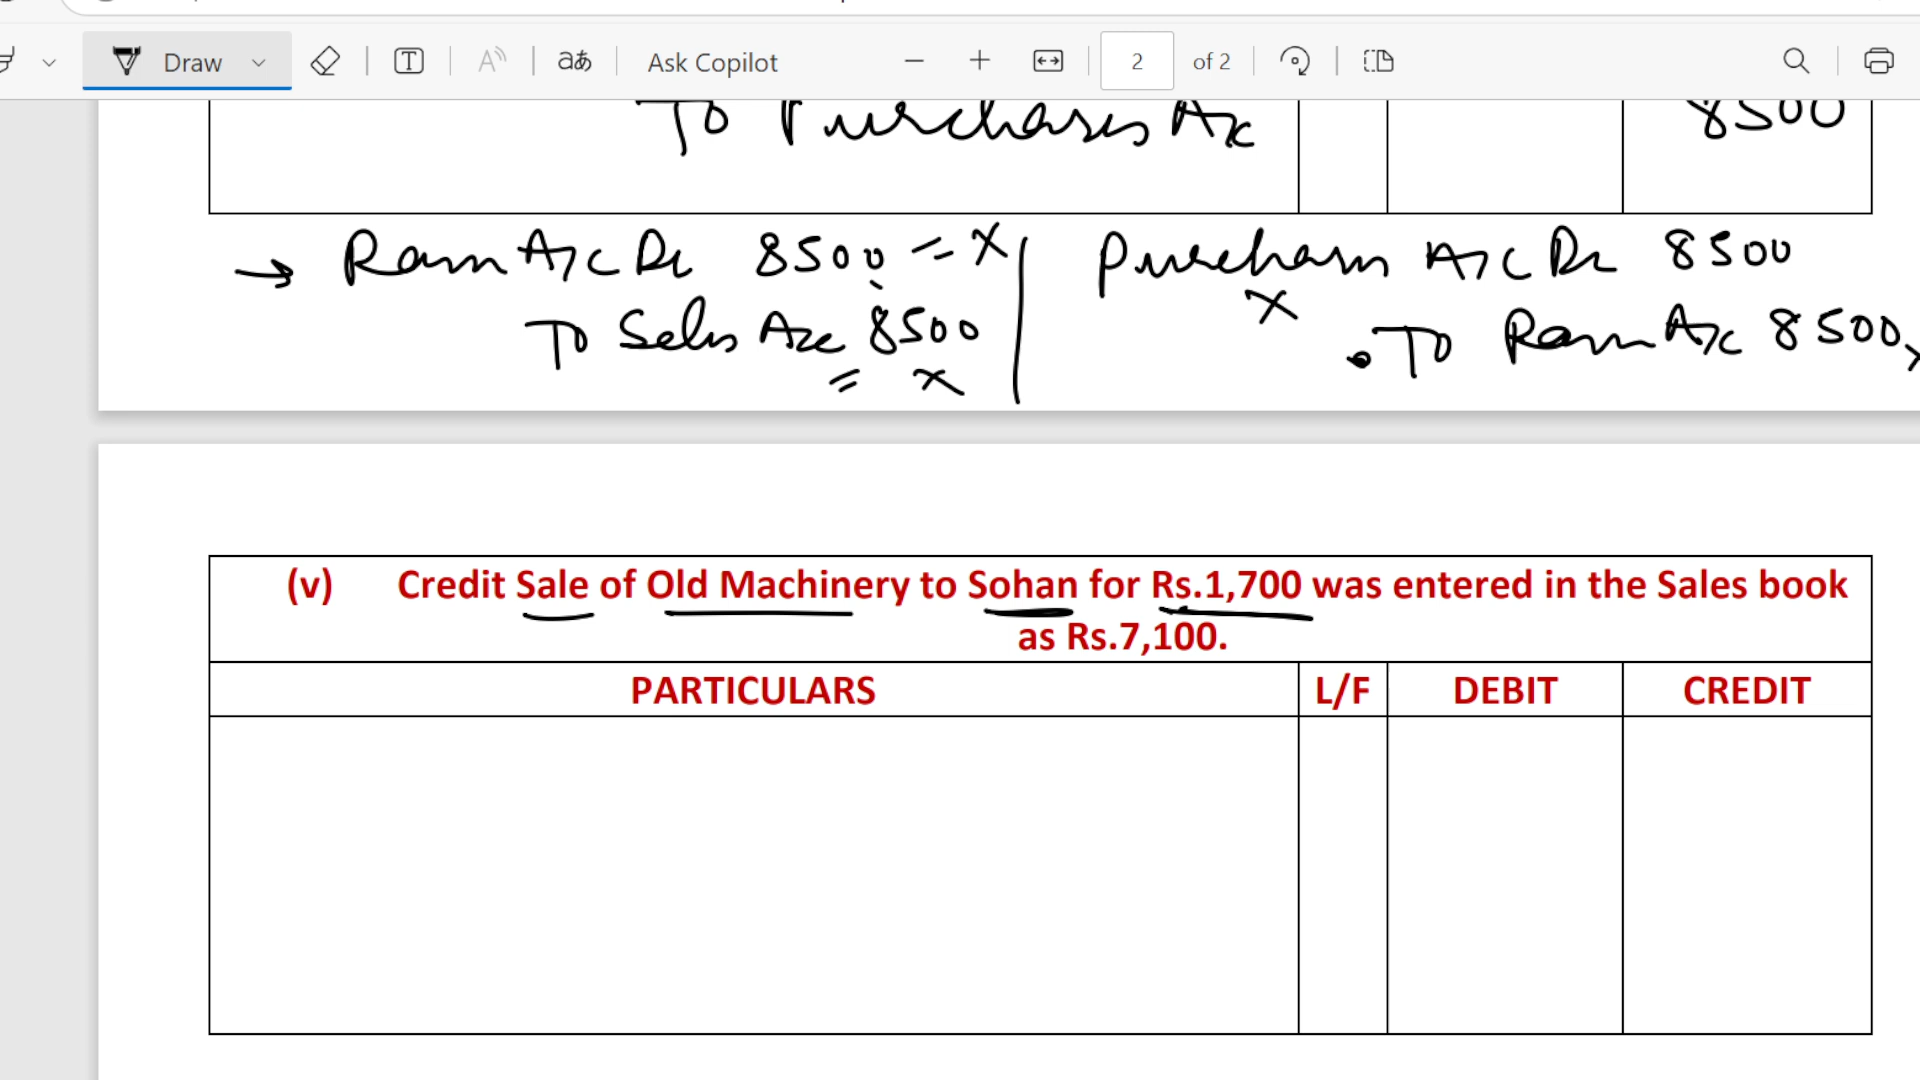 Draw Ask Copilot 2 of 2
To Purchases A/c 8500
→ Ram A/c Dr 8500 = x | Purchases A/c Dr 8500
To Sales A/c 8500 x • To Ram A/c 8500
= x
(v) Credit Sale of Old Machinery to Sohan for Rs.1,700 was entered in the Sales book
as Rs.7,100.
PARTICULARS L/F DEBIT CREDIT